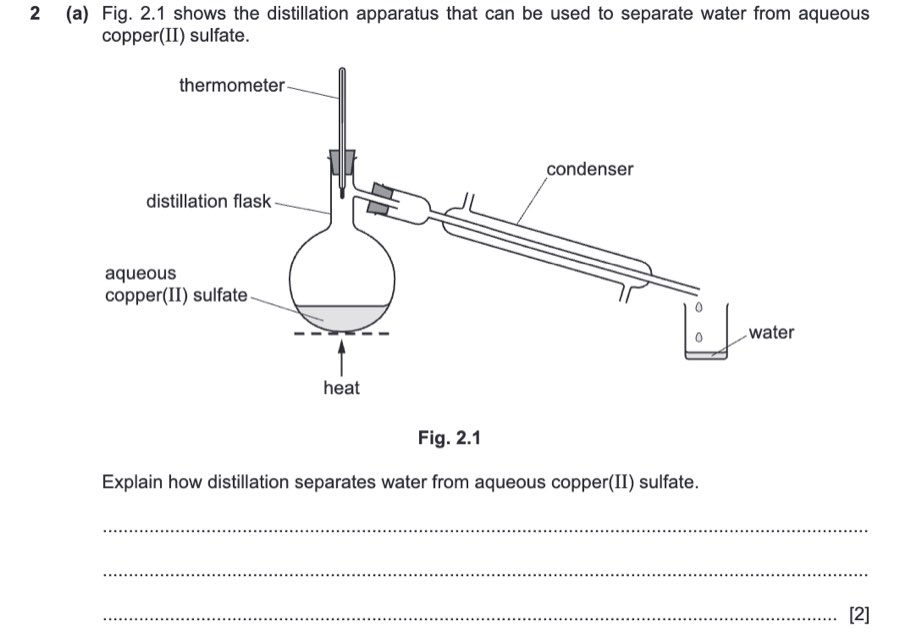 2 (a) Fig. 2.1 shows the distillation apparatus that can be used to separate water from aqueous
copper(II) sulfate.
thermometer
condenser
distillation flask
aqueous
copper(II) sulfate
water
heat
Fig. 2.1
Explain how distillation separates water from aqueous copper(II) sulfate.
[2]